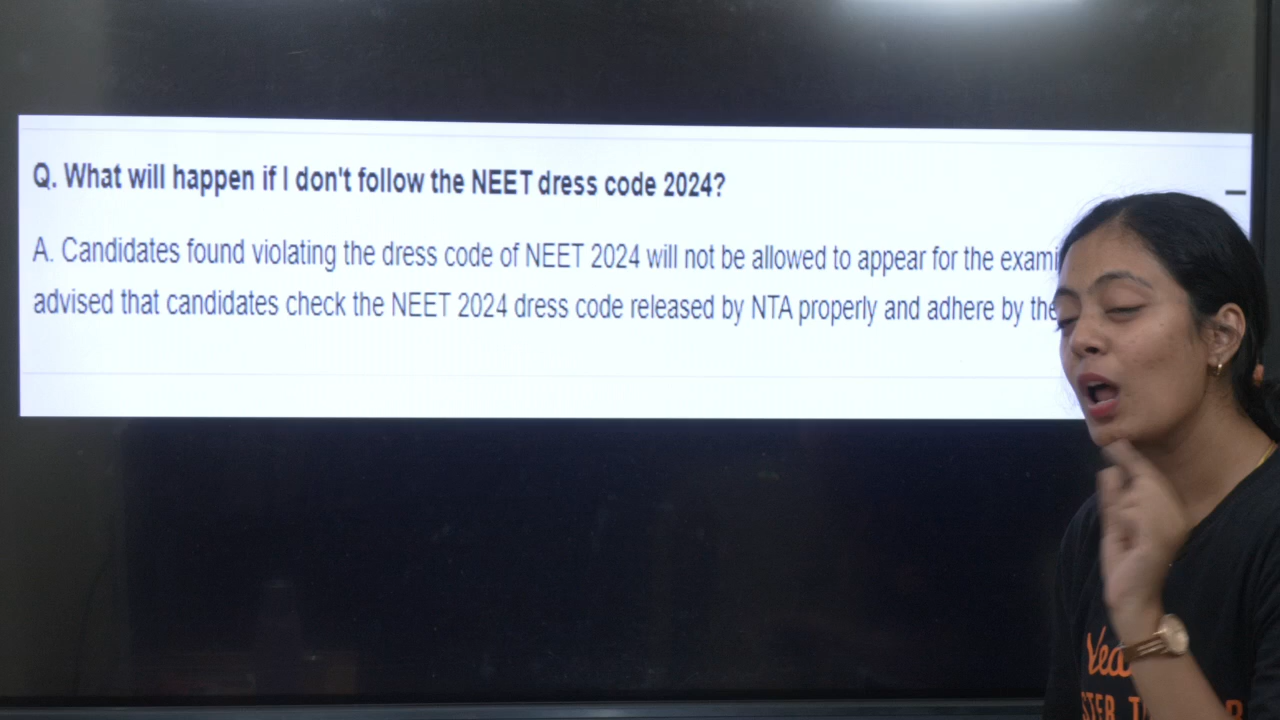 Q. What will happen if I don't follow the NEET dress code 2024?
A. Candidates found violating the dress code of NEET 2024 will not be allowed to appear for the exami
advised that candidates check the NEET 2024 dress code released by NTA properly and adhere by the